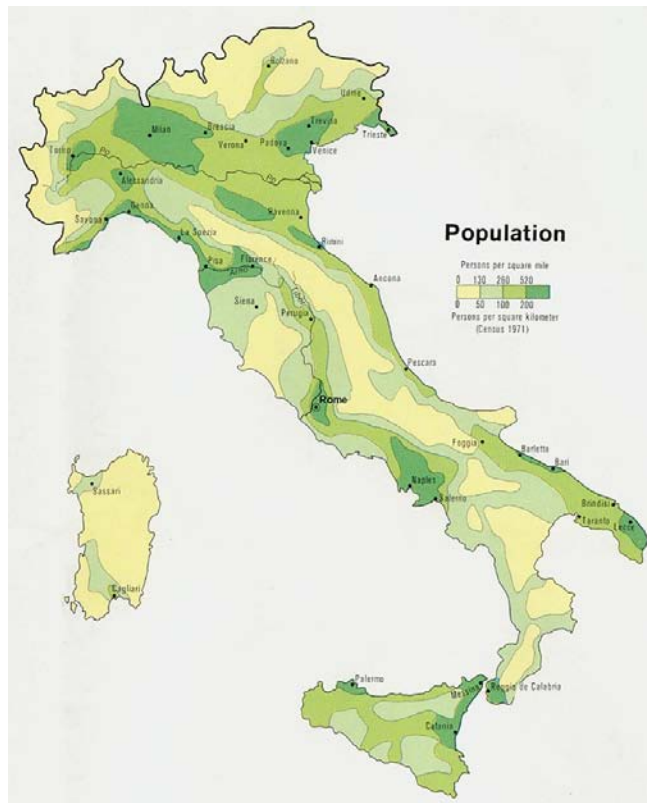 Bolzano
Udine
Treviso
Trieste
Milan
Brescia
Verona
Padova
Venice
Torino
Po
Po
Alessandria
Genoa
Savona
La Spezia
Ravenna
Rimini
Pisa
Florence
Arno
Siena
Perugia
Ancona
Population
Persons per square mile
0 130 260 520
0 50 100 200
Persons per square kilometer
(Census 1971)
Pescara
Rome
Foggia
Barletta
Bari
Naples
Salerno
Brindisi
Taranto
Lecce
Sassari
Cagliari
Palermo
Messina
Reggio de Calabria
Catania